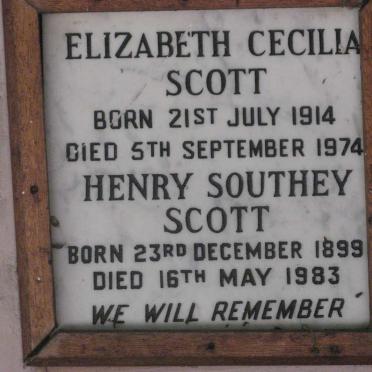 ELIZABETH CECILIA
SCOTT
BORN 21ST JULY 1914
DIED 5TH SEPTEMBER 1974
HENRY SOUTHEY
SCOTT
BORN 23RD DECEMBER 1899
DIED 16TH MAY 1983
WE WILL REMEMBER